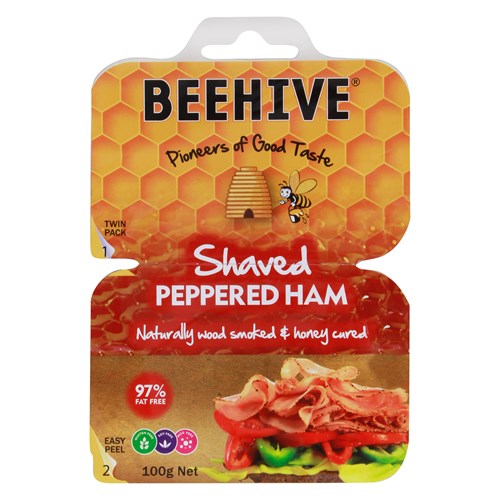 BEEHIVE®
Pioneers of Good Taste
TWIN
PACK
1
Shaved
PEPPERED HAM
Naturally wood smoked & honey cured
97%
FAT FREE
EASY
PEEL
2
100g Net